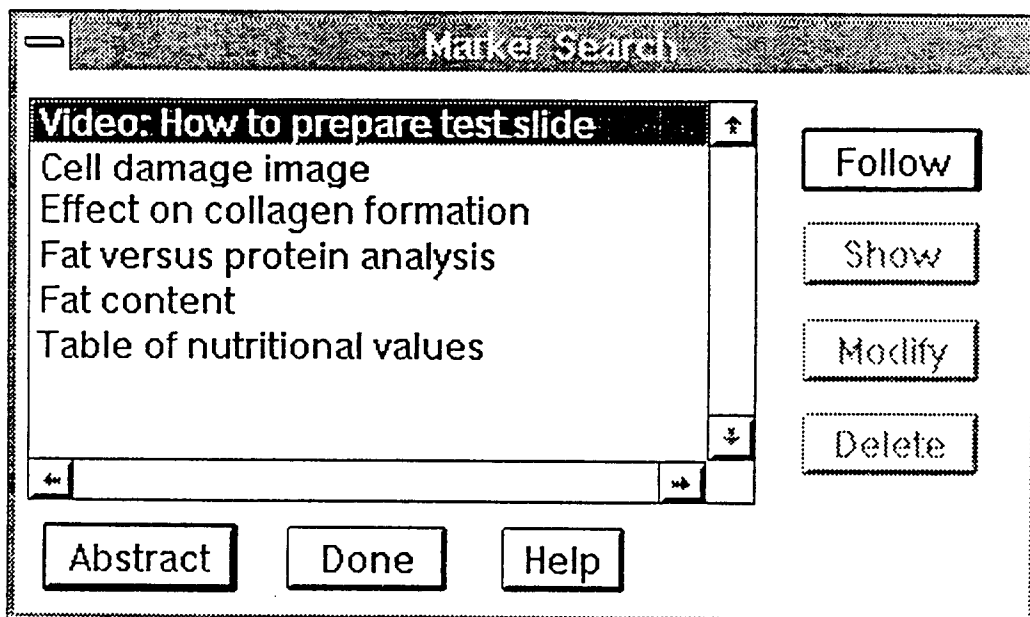 Marker Search
Video: How to prepare test slide
Cell damage image
Effect on collagen formation
Fat versus protein analysis
Fat content
Table of nutritional values
Follow
Show
Modify
Delete
Abstract
Done
Help